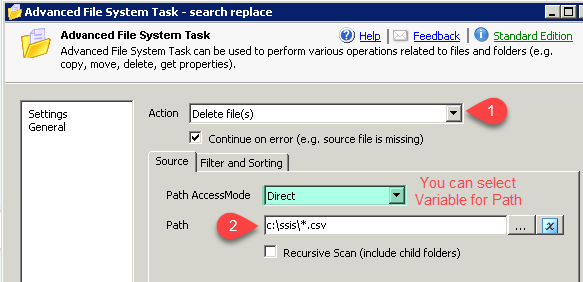 Advanced File System Task - search replace
Advanced File System Task
Help
Feedback
Standard Edition
Advanced File System Task can be used to perform various operations related to files and folders (e.g.
copy, move, delete, get properties).
Settings
General
Action
Delete file(s)
1
Continue on error (e.g. source file is missing)
Source
Filter and Sorting
Path AccessMode
Direct
You can select
Variable for Path
Path
2
c:\ssis\*.csv
...
x
Recursive Scan (include child folders)